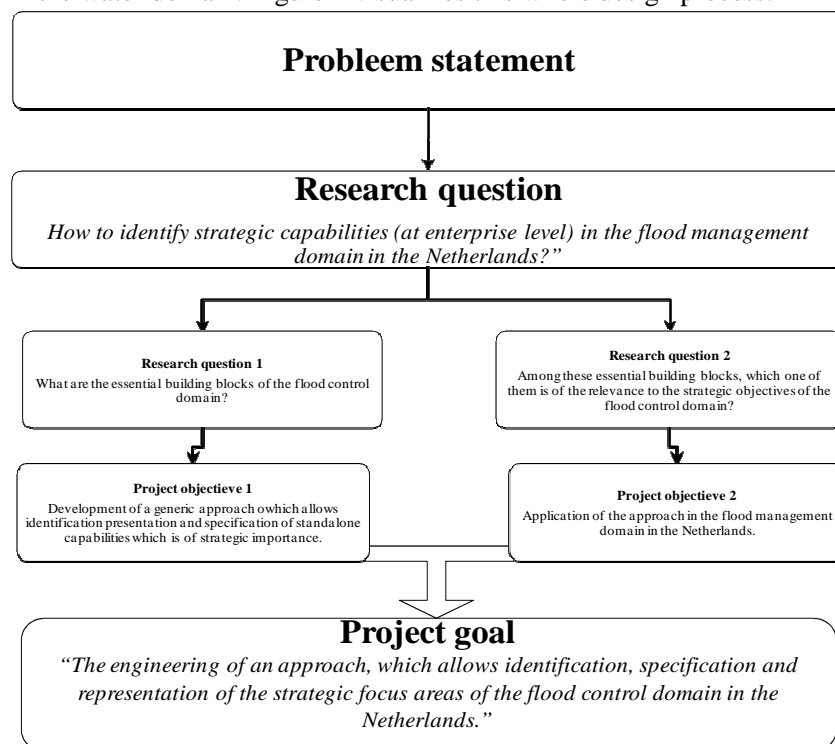 Probleem statement
Research question
How to identify strategic capabilities (at enterprise level) in the flood management
domain in the Netherlands?”
Research question 1
What are the essential building blocks of the flood control
domain?
Research question 2
Among these essential building blocks, which one of
them is of the relevance to the strategic objectives of the
flood control domain?
Project objectieve 1
Development of a generic approach owhich allows
identification presentation and specification of standalone
capabilities which is of strategic importance.
Project objectieve 2
Application of the approach in the flood management
domain in the Netherlands.
Project goal
“The engineering of an approach, which allows identification, specification and
representation of the strategic focus areas of the flood control domain in the
Netherlands.”